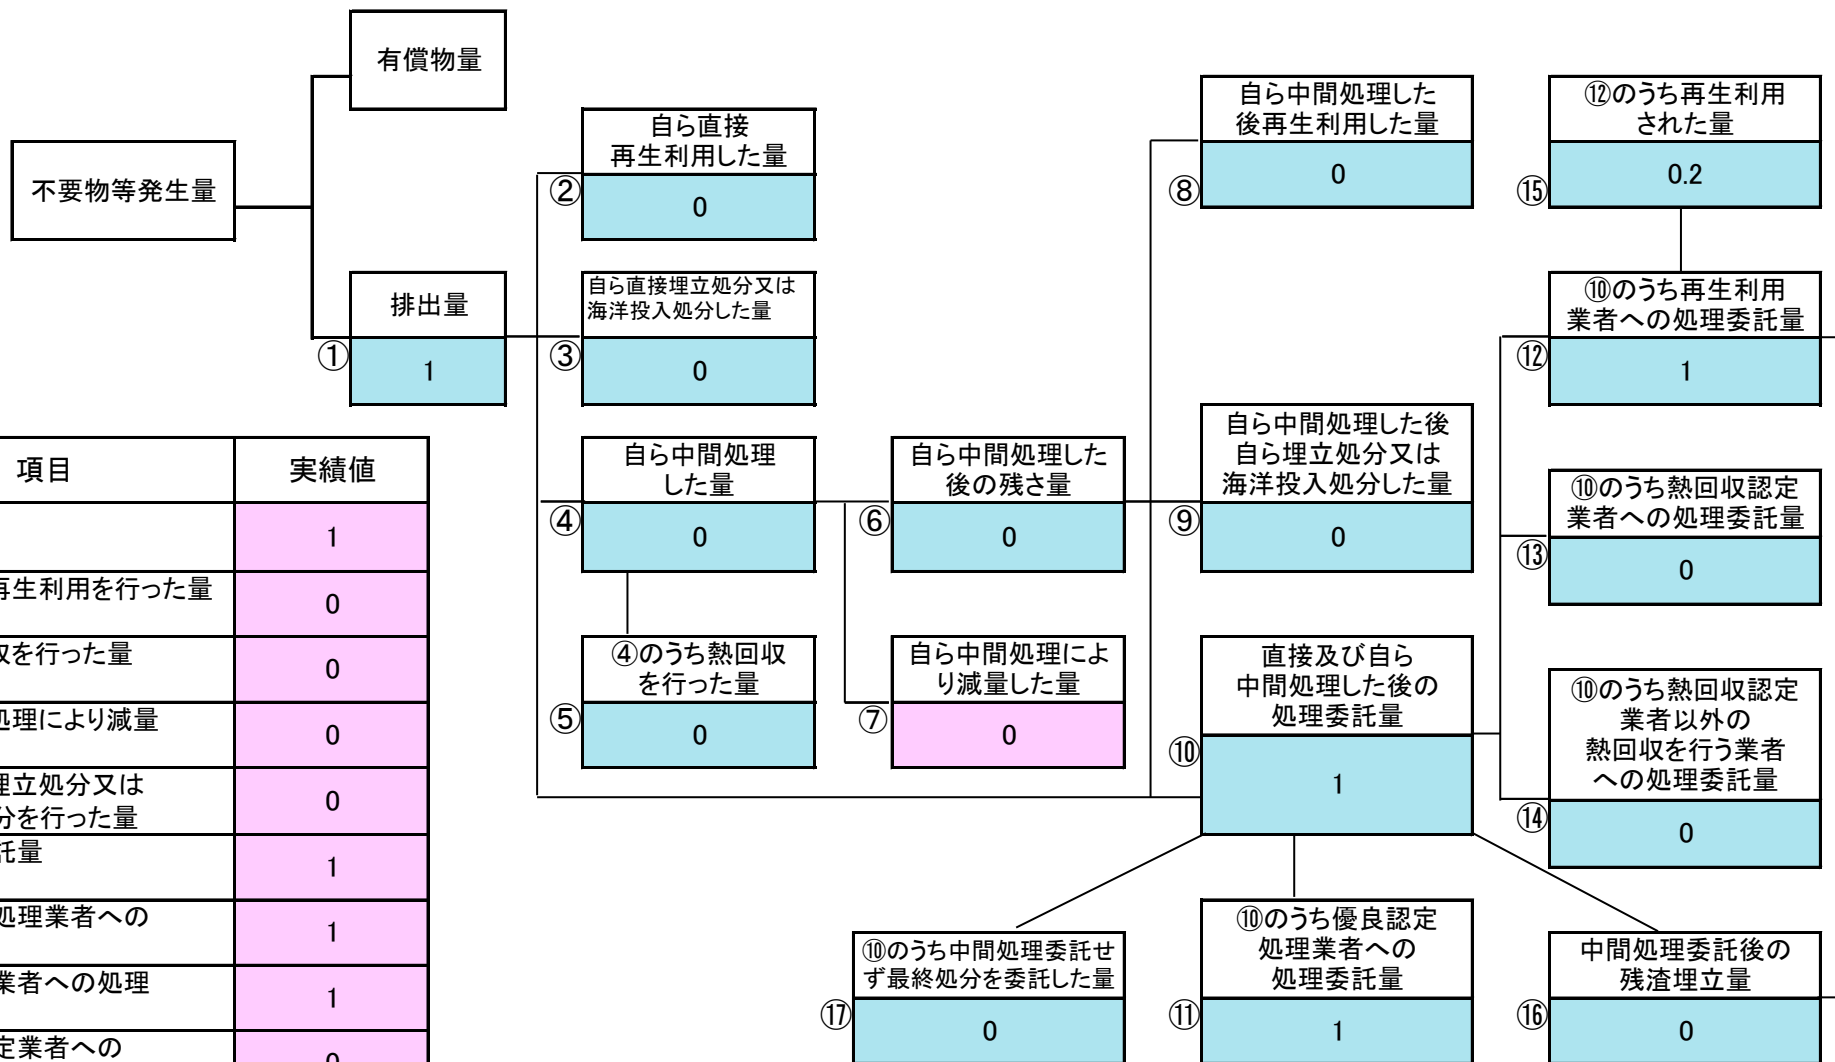 有償物量
不要物等発生量
排出量
①
1
自ら直接
再生利用した量
②
0
自ら直接埋立処分又は
海洋投入処分した量
③
0
自ら中間処理
した量
④
0
④のうち熱回収
を行った量
⑤
0
自ら中間処理した
後の残さ量
⑥
0
自ら中間処理によ
り減量した量
⑦
0
自ら中間処理した
後再生利用した量
⑧
0
自ら中間処理した後
自ら埋立処分又は
海洋投入処分した量
⑨
0
直接及び自ら
中間処理した後の
処理委託量
⑩
1
⑩のうち優良認定
処理業者への
処理委託量
⑪
1
⑫のうち再生利用
された量
⑮
0.2
⑩のうち再生利用
業者への処理委託量
⑫
1
⑩のうち熱回収認定
業者への処理委託量
⑬
0
⑩のうち熱回収認定
業者以外の
熱回収を行う業者
への処理委託量
⑭
0
中間処理委託後の
残渣埋立量
⑯
0
⑩のうち中間処理委託せ
ず最終処分を委託した量
⑰
0
項目 実績値
1
再生利用を行った量
0
を行った量
0
処理により減量
0
埋立処分又は
分を行った量
0
託量
1
処理業者への
1
業者への処理
1
定業者への
0